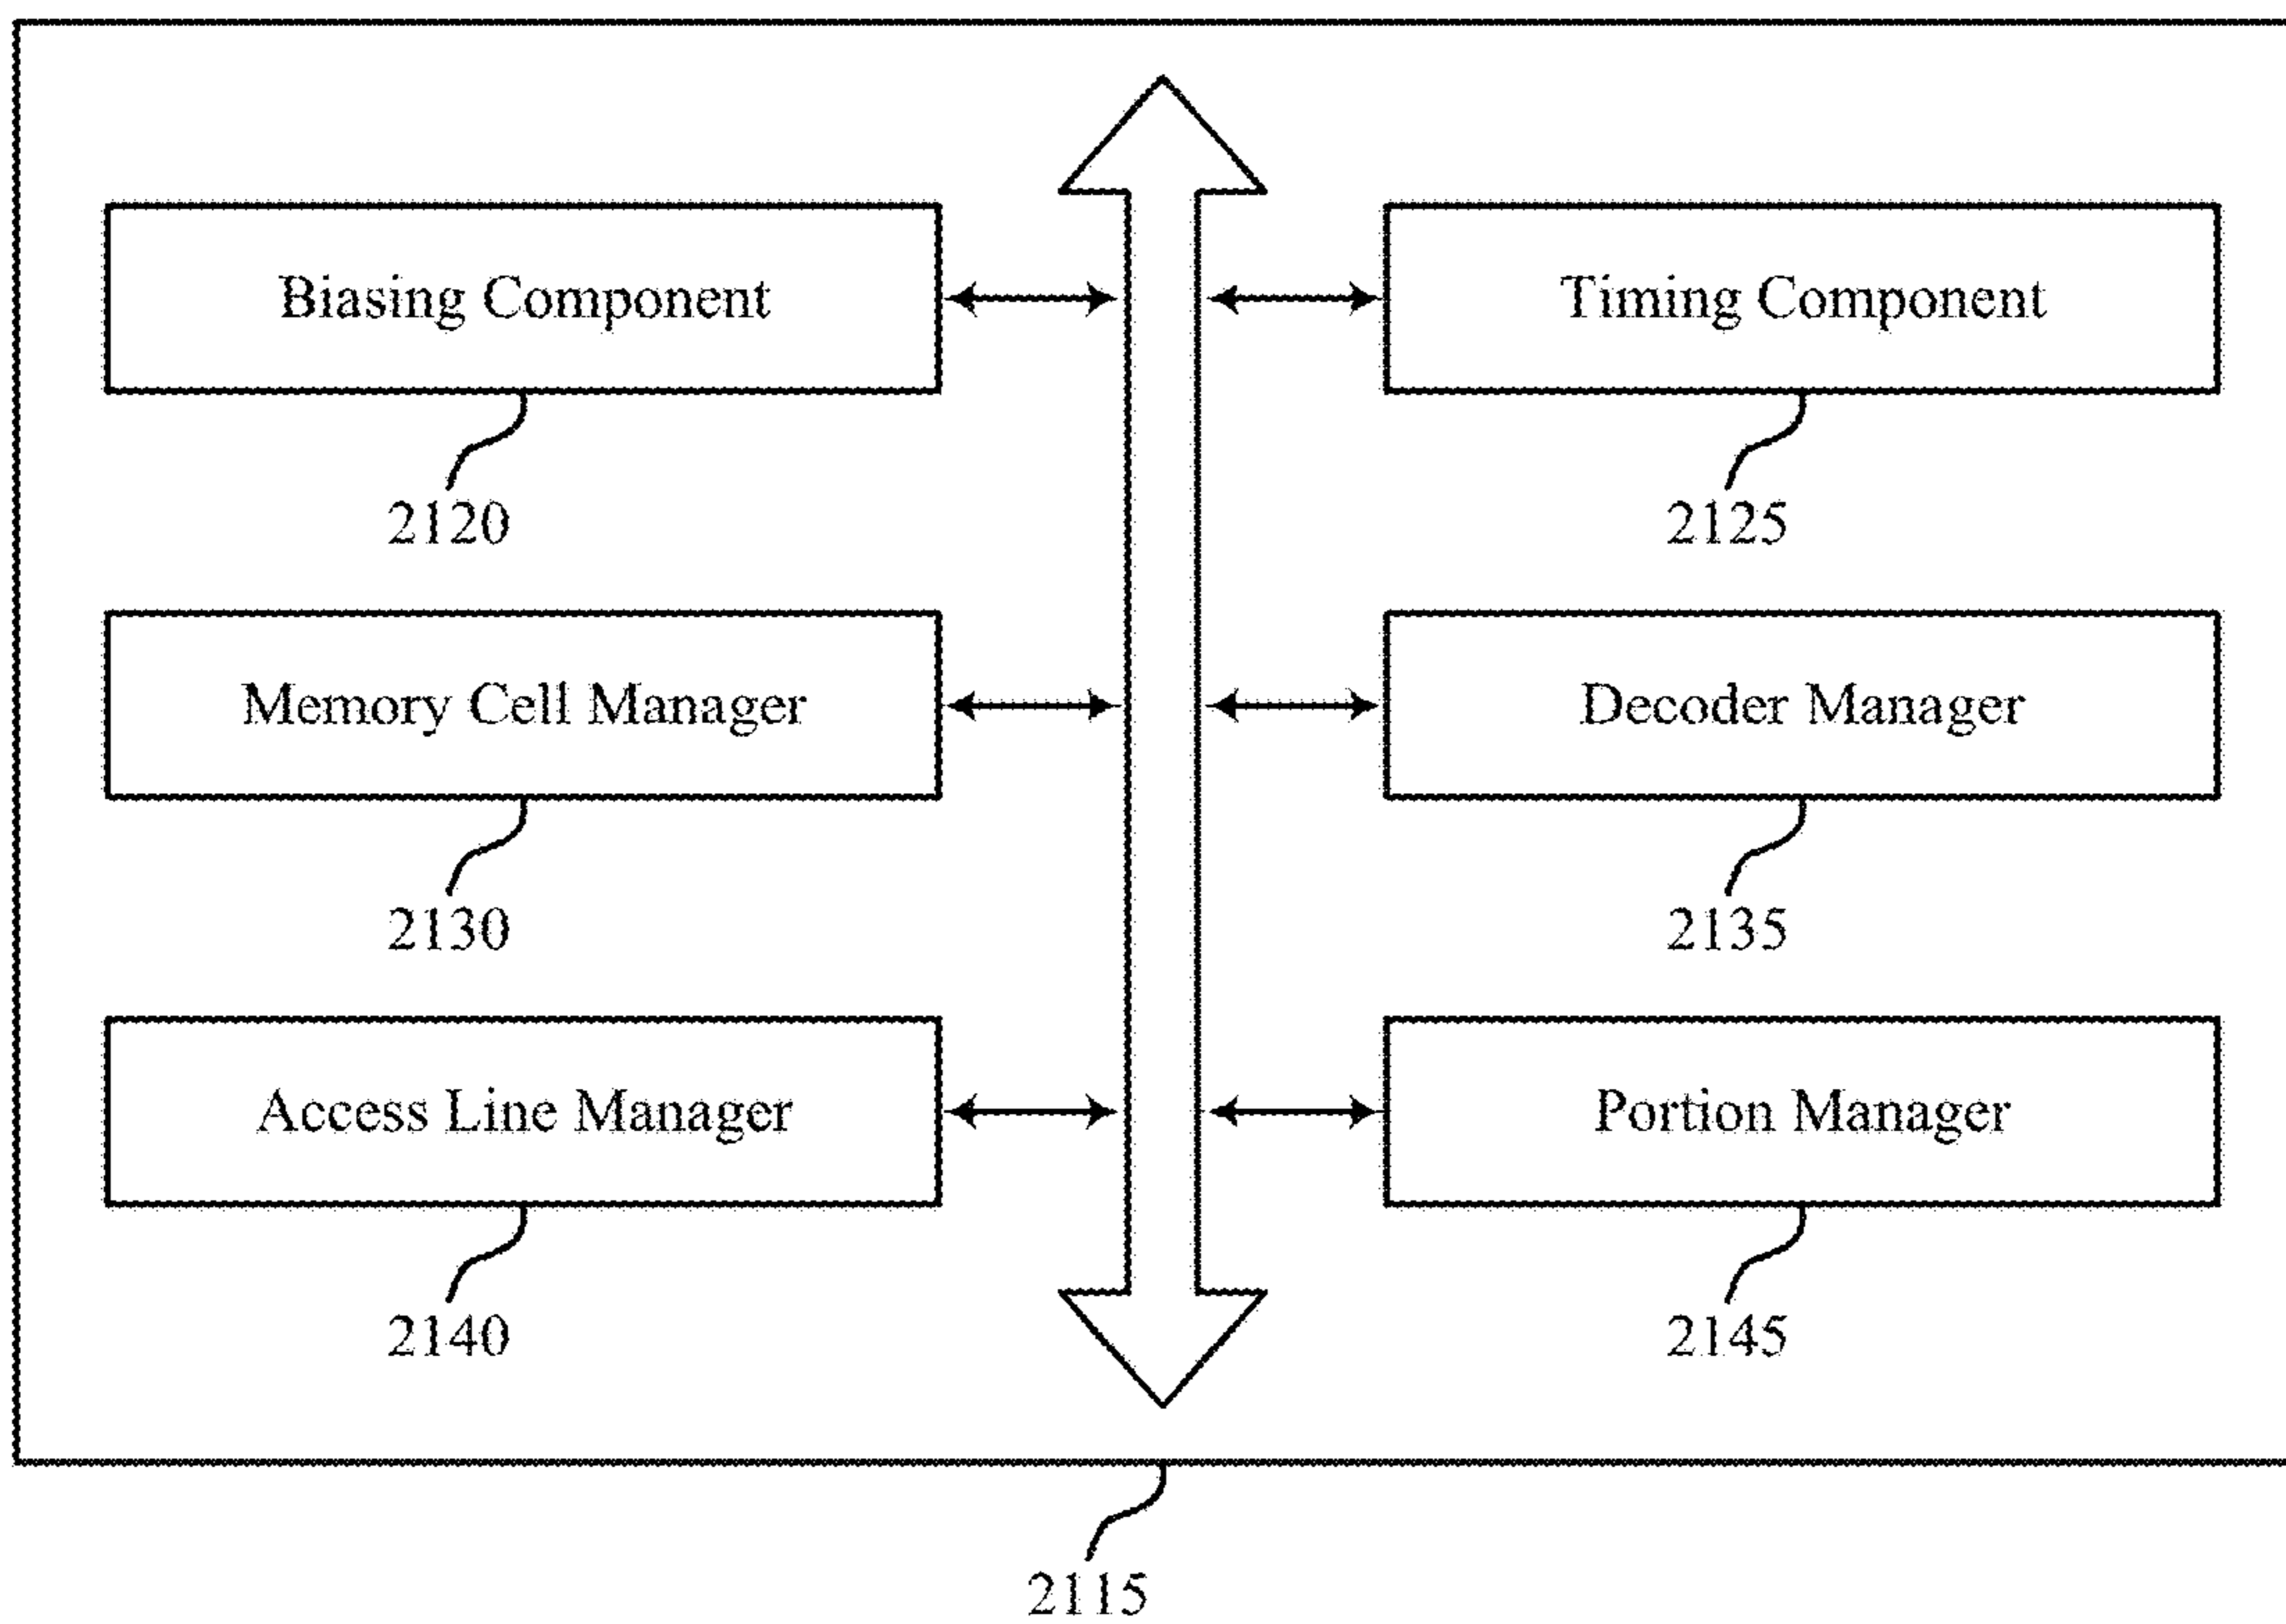 Biasing Component
Timing Component
2120
2125
Memory Cell Manager
Decoder Manager
2130
2135
Access Line Manager
Portion Manager
2140
2145
2115